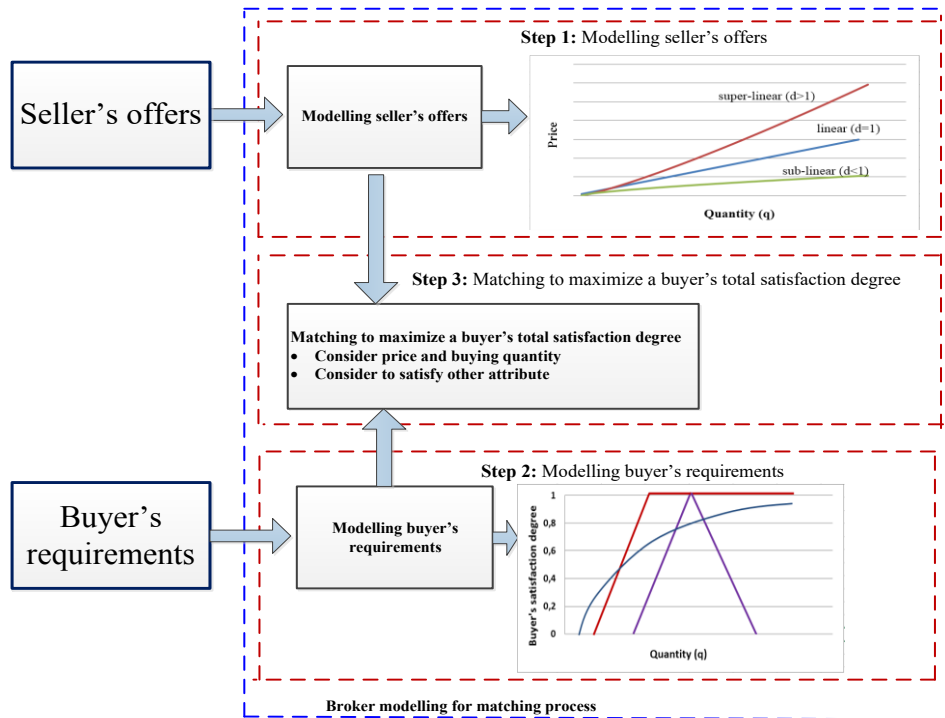 Step 1: Modelling seller's offers
Seller's offers
Modelling seller's offers
Price
super-linear (d>1)
linear (d=1)
sub-linear (d<1)
Quantity (q)
Step 3: Matching to maximize a buyer's total satisfaction degree
Matching to maximize a buyer's total satisfaction degree
• Consider price and buying quantity
• Consider to satisfy other attribute
Step 2: Modelling buyer's requirements
Buyer's
requirements
Modelling buyer's
requirements
Buyer's satisfaction degree
1
0,8
0,6
0,4
0,2
0
Quantity (q)
Broker modelling for matching process